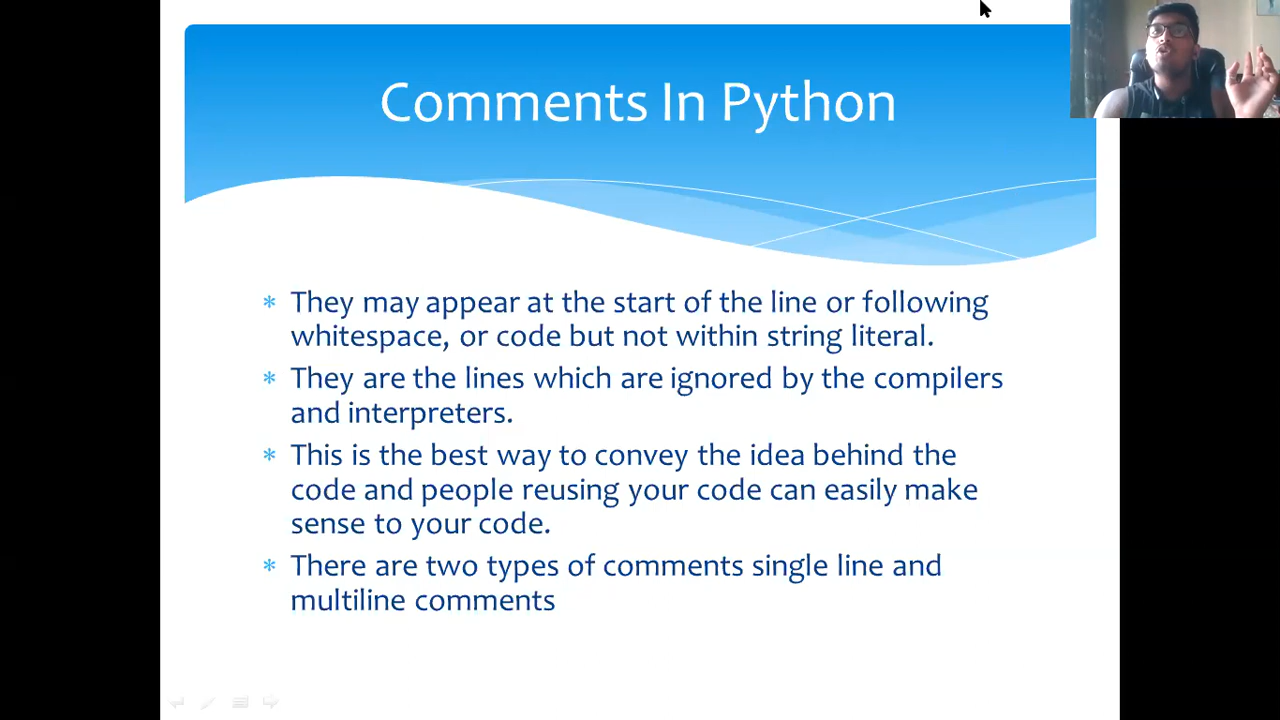 Comments In Python
* They may appear at the start of the line or following
whitespace, or code but not within string literal.
* They are the lines which are ignored by the compilers
and interpreters.
* This is the best way to convey the idea behind the
code and people reusing your code can easily make
sense to your code.
* There are two types of comments single line and
multiline comments